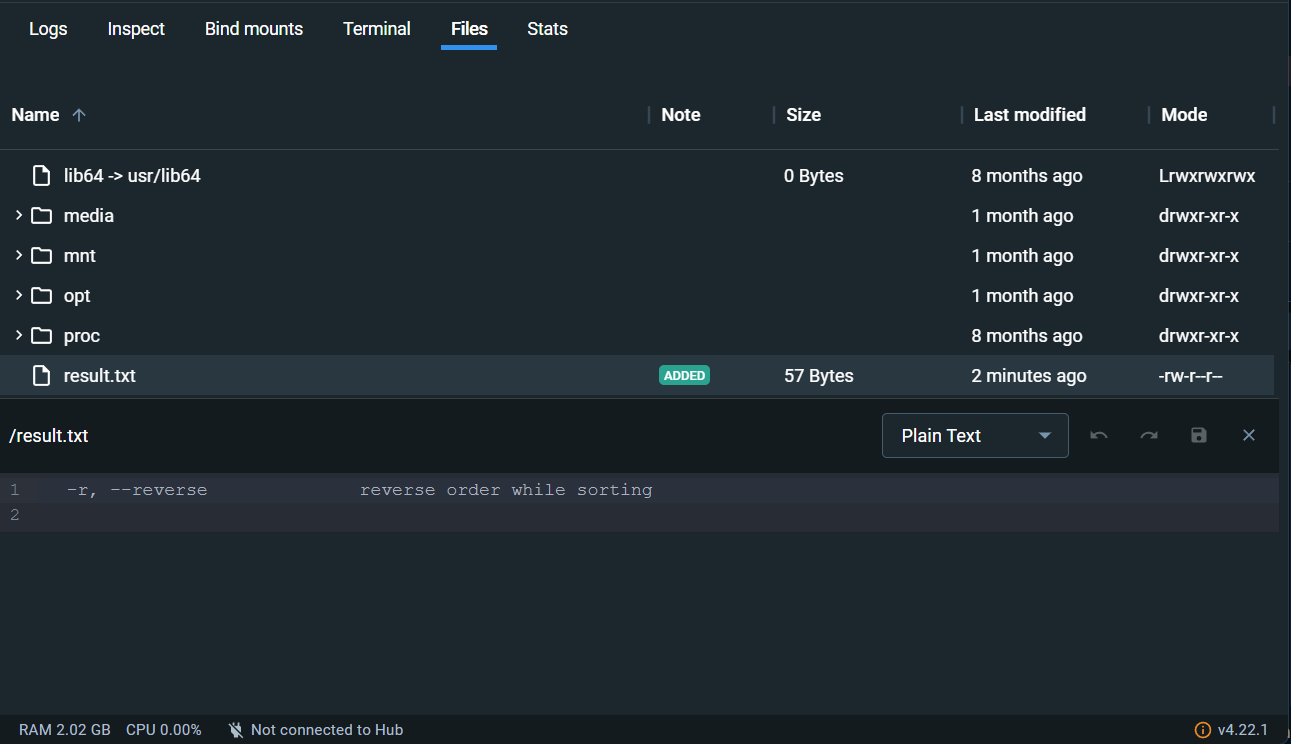 Logs Inspect Bind mounts Terminal Files Stats
Name Note Size Last modified Mode
lib64 -> usr/lib64 0 Bytes 8 months ago Lrwxrwxrwx
media 1 month ago drwxr-xr-x
mnt 1 month ago drwxr-xr-x
opt 1 month ago drwxr-xr-x
proc 8 months ago drwxr-xr-x
result.txt ADDED 57 Bytes 2 minutes ago -rw-r--r--
/result.txt Plain Text
1 -r, --reverse reverse order while sorting
2
RAM 2.02 GB CPU 0.00% Not connected to Hub v4.22.1